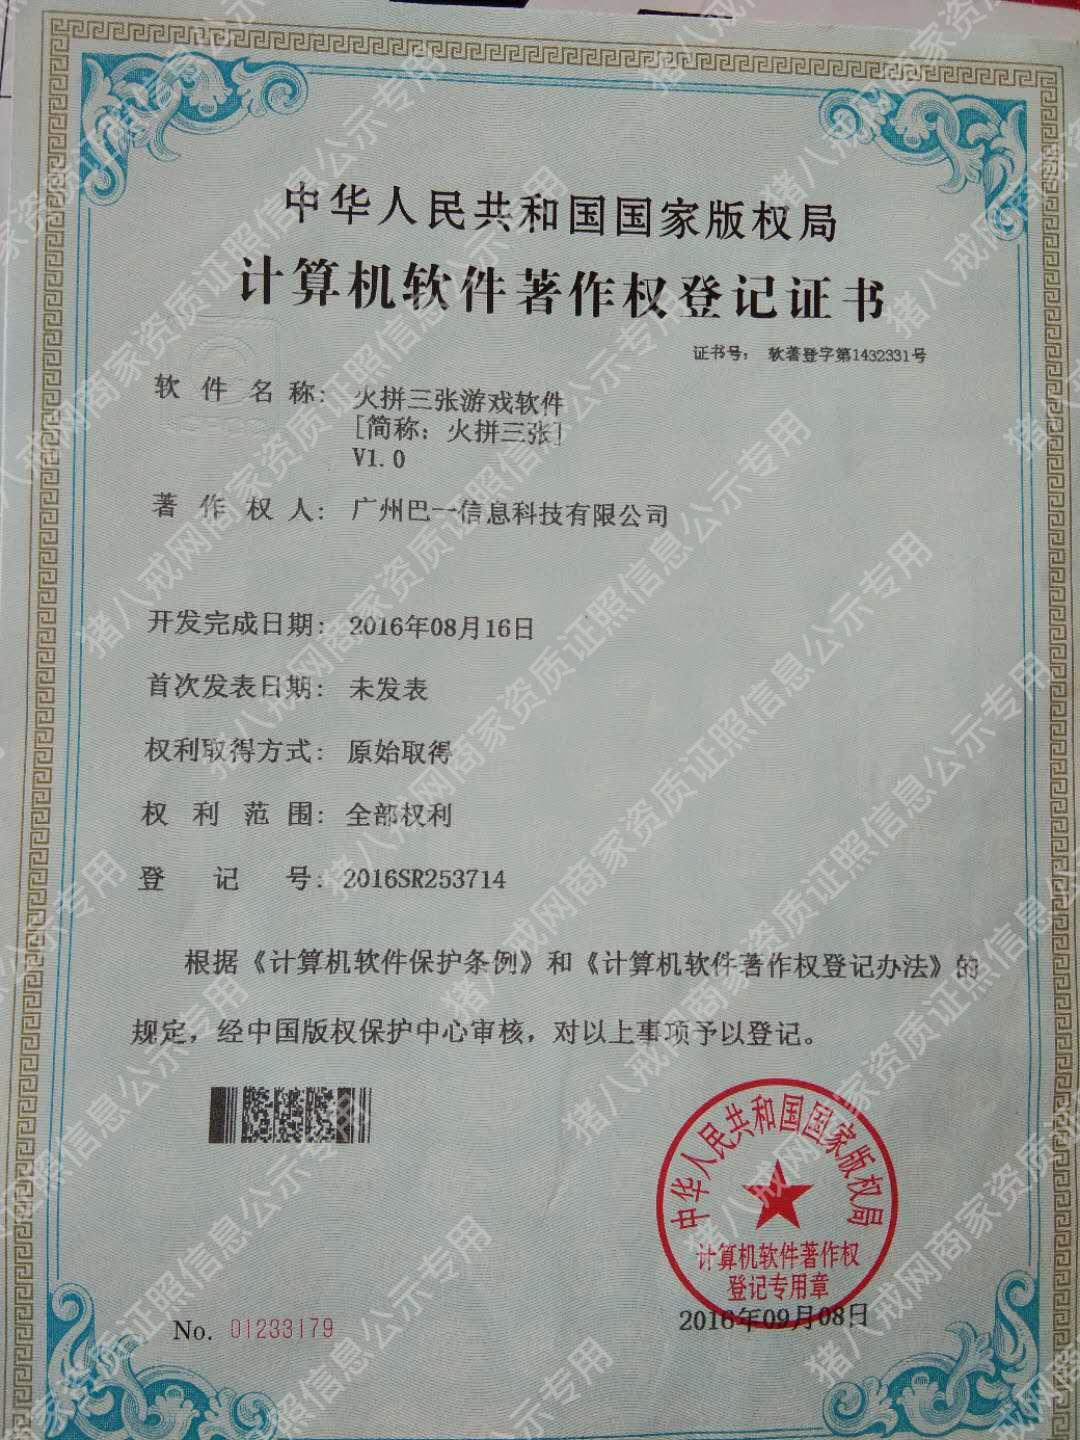 中华人民共和国国家版权局
计算机软件著作权登记证书
证书号： 软著登字第1432331号
软件名称： 火拼三张游戏软件
[简称：火拼三张]
V1.0
著作权人： 广州巴一信息科技有限公司
开发完成日期： 2016年08月16日
首次发表日期： 未发表
权利取得方式： 原始取得
权利范围： 全部权利
登记号： 2016SR253714
根据《计算机软件保护条例》和《计算机软件著作权登记办法》的
规定，经中国版权保护中心审核，对以上事项予以登记。
中华人民共和国国家版权局
计算机软件著作权
登记专用章
2016年09月08日
No. 01233179
猪八戒网商家资质证照信息公示专用